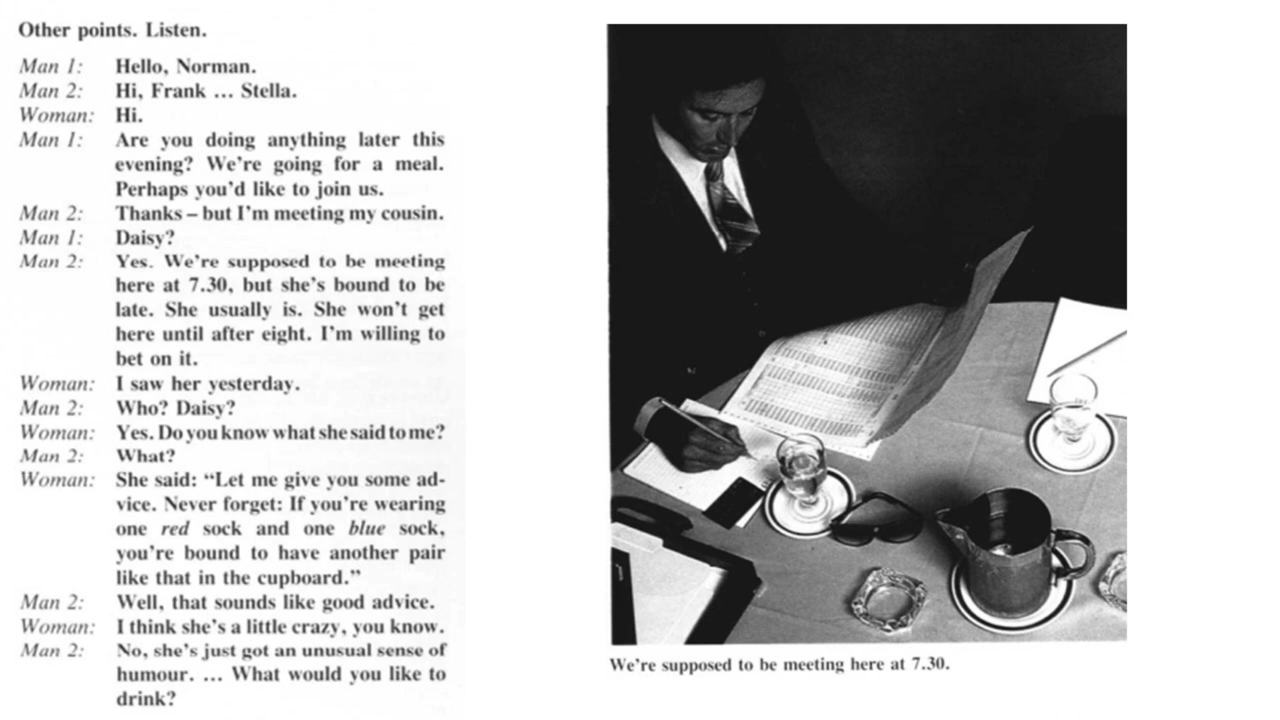 Other points. Listen.
Man 1: Hello, Norman.
Man 2: Hi, Frank ... Stella.
Woman: Hi.
Man 1: Are you doing anything later this
evening? We're going for a meal.
Perhaps you'd like to join us.
Man 2: Thanks – but I'm meeting my cousin.
Man 1: Daisy?
Man 2: Yes. We're supposed to be meeting
here at 7.30, but she's bound to be
late. She usually is. She won't get
here until after eight. I'm willing to
bet on it.
Woman: I saw her yesterday.
Man 2: Who? Daisy?
Woman: Yes. Do you know what she said to me?
Man 2: What?
Woman: She said: “Let me give you some ad-
vice. Never forget: If you're wearing
one red sock and one blue sock,
you're bound to have another pair
like that in the cupboard.”
Man 2: Well, that sounds like good advice.
Woman: I think she's a little crazy, you know.
Man 2: No, she's just got an unusual sense of
humour. ... What would you like to
drink?
We're supposed to be meeting here at 7.30.